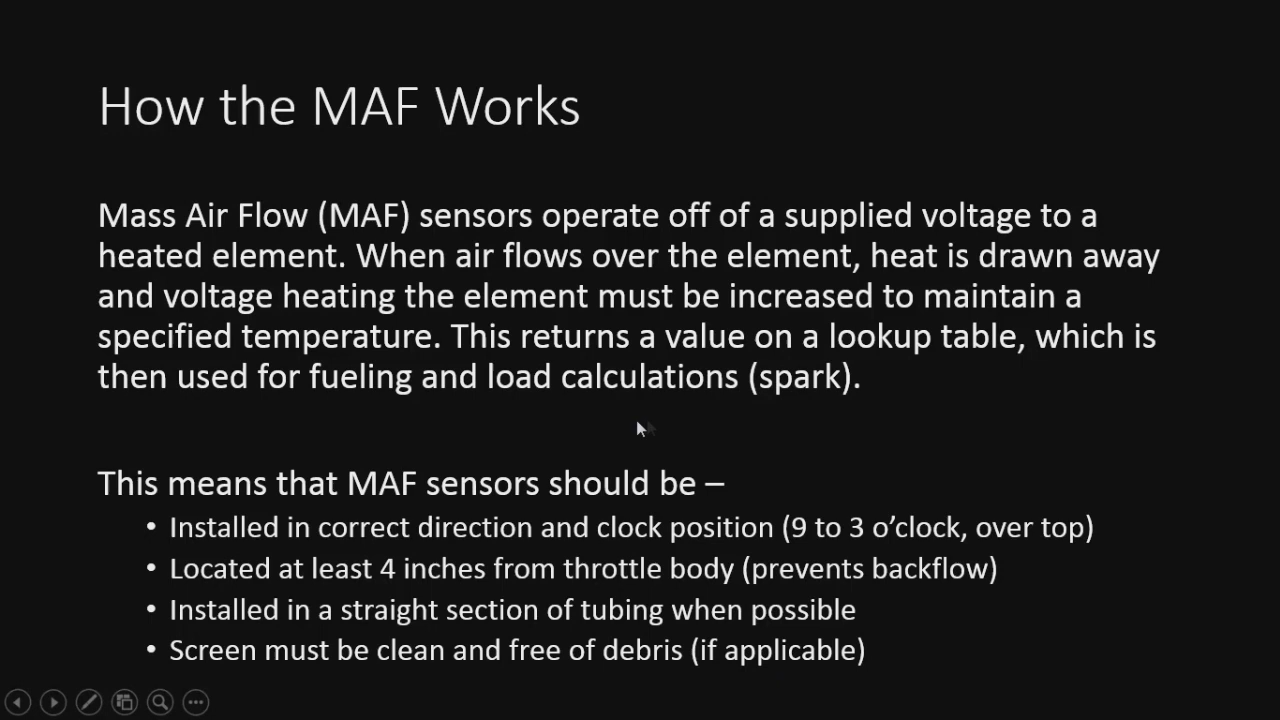 How the MAF Works
Mass Air Flow (MAF) sensors operate off of a supplied voltage to a
heated element. When air flows over the element, heat is drawn away
and voltage heating the element must be increased to maintain a
specified temperature. This returns a value on a lookup table, which is
then used for fueling and load calculations (spark).
This means that MAF sensors should be –
• Installed in correct direction and clock position (9 to 3 o’clock, over top)
• Located at least 4 inches from throttle body (prevents backflow)
• Installed in a straight section of tubing when possible
• Screen must be clean and free of debris (if applicable)